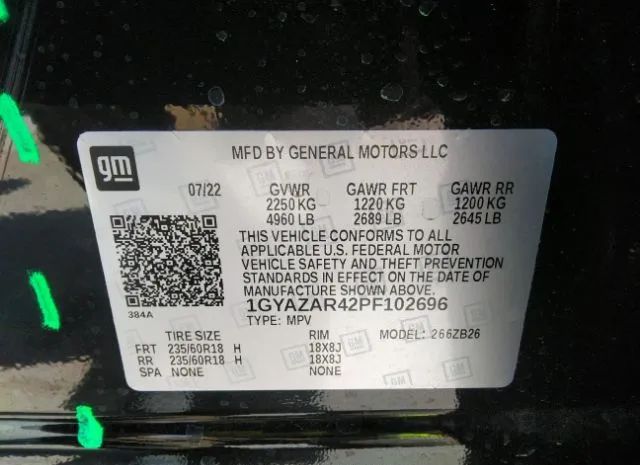 gm
MFD BY GENERAL MOTORS LLC
07/22 GVWR GAWR FRT GAWR RR
2250 KG 1220 KG 1200 KG
4960 LB 2689 LB 2645 LB
THIS VEHICLE CONFORMS TO ALL
APPLICABLE U.S. FEDERAL MOTOR
VEHICLE SAFETY AND THEFT PREVENTION
STANDARDS IN EFFECT ON THE DATE OF
MANUFACTURE SHOWN ABOVE.
1GYAZAR42PF102696
384A
TYPE: MPV
TIRE SIZE RIM MODEL: 266ZB26
FRT 235/60R18 H 18X8J
RR 235/60R18 H 18X8J
SPA NONE NONE